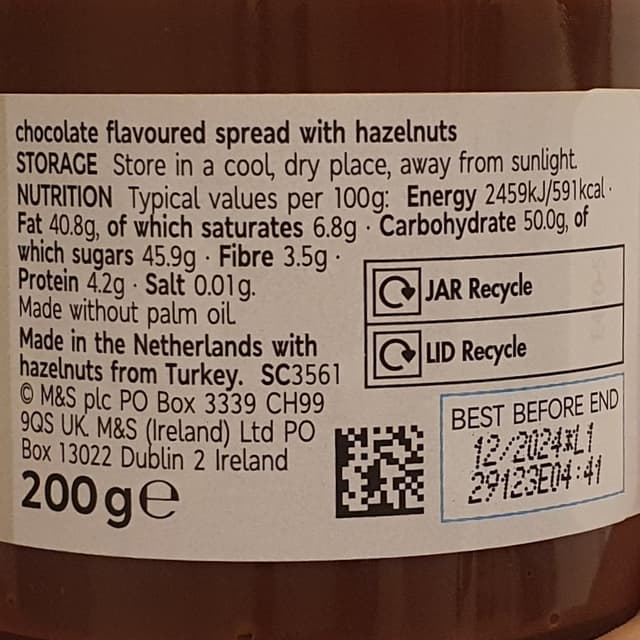 chocolate flavoured spread with hazelnuts
STORAGE Store in a cool, dry place, away from sunlight.
NUTRITION Typical values per 100g: Energy 2459kJ/591kcal ·
Fat 40.8g, of which saturates 6.8g · Carbohydrate 50.0g, of
which sugars 45.9g · Fibre 3.5g ·
Protein 4.2g · Salt 0.01g.
Made without palm oil.
Made in the Netherlands with
hazelnuts from Turkey. SC3561
© M&S plc PO Box 3339 CH99
9QS UK. M&S (Ireland) Ltd PO
Box 13022 Dublin 2 Ireland
200g℮
JAR Recycle
LID Recycle
BEST BEFORE END
12/2024*L1
29123E04:41